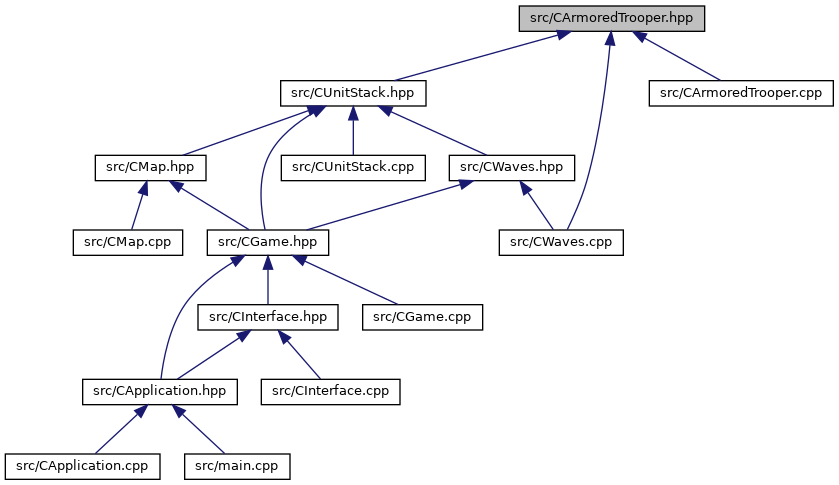 src/CArmoredTrooper.hpp
src/CUnitStack.hpp
src/CArmoredTrooper.cpp
src/CMap.hpp
src/CUnitStack.cpp
src/CWaves.hpp
src/CMap.cpp
src/CGame.hpp
src/CWaves.cpp
src/CInterface.hpp
src/CGame.cpp
src/CApplication.hpp
src/CInterface.cpp
src/CApplication.cpp
src/main.cpp